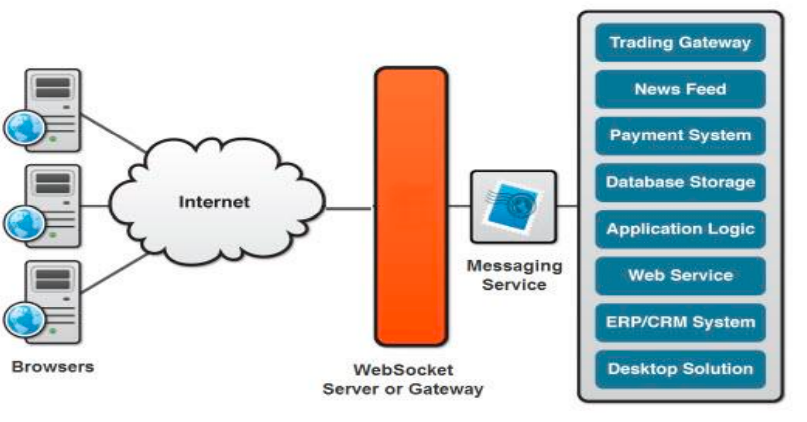 Trading Gateway
News Feed
Payment System
Database Storage
Application Logic
Web Service
ERP/CRM System
Desktop Solution
Internet
Messaging
Service
Browsers
WebSocket
Server or Gateway